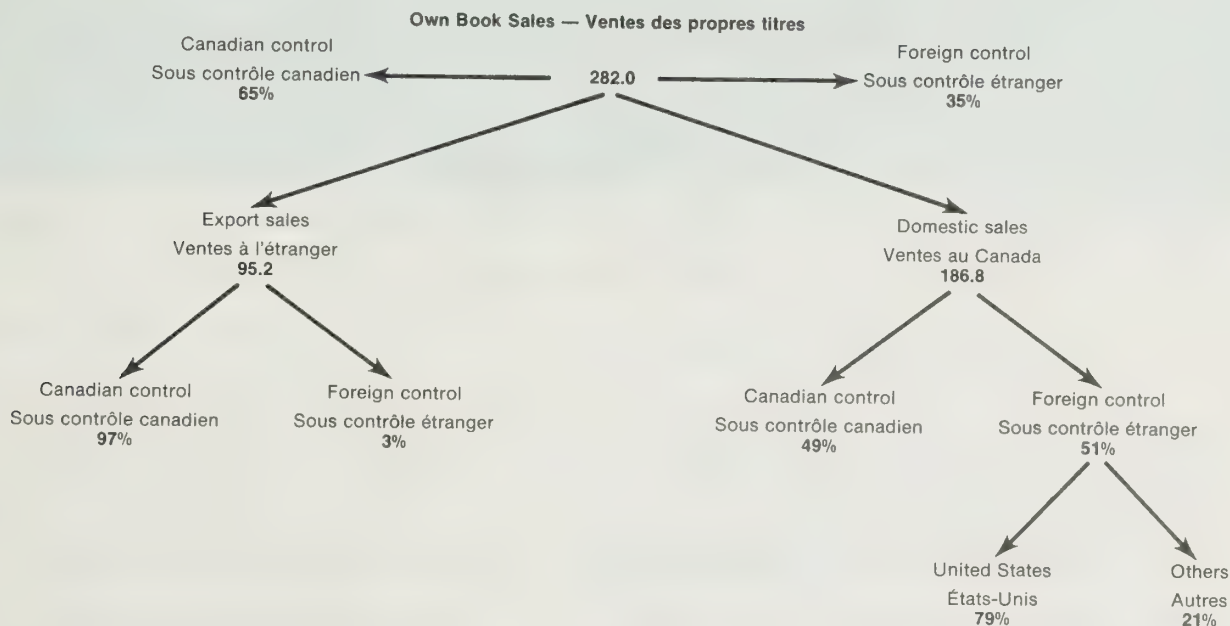 Own Book Sales — Ventes des propres titres
Canadian control
Sous contrôle canadien
65%
282.0
Foreign control
Sous contrôle étranger
35%
Export sales
Ventes à l'étranger
95.2
Domestic sales
Ventes au Canada
186.8
Canadian control
Sous contrôle canadien
97%
Foreign control
Sous contrôle étranger
3%
Canadian control
Sous contrôle canadien
49%
Foreign control
Sous contrôle étranger
51%
United States
États-Unis
79%
Others
Autres
21%